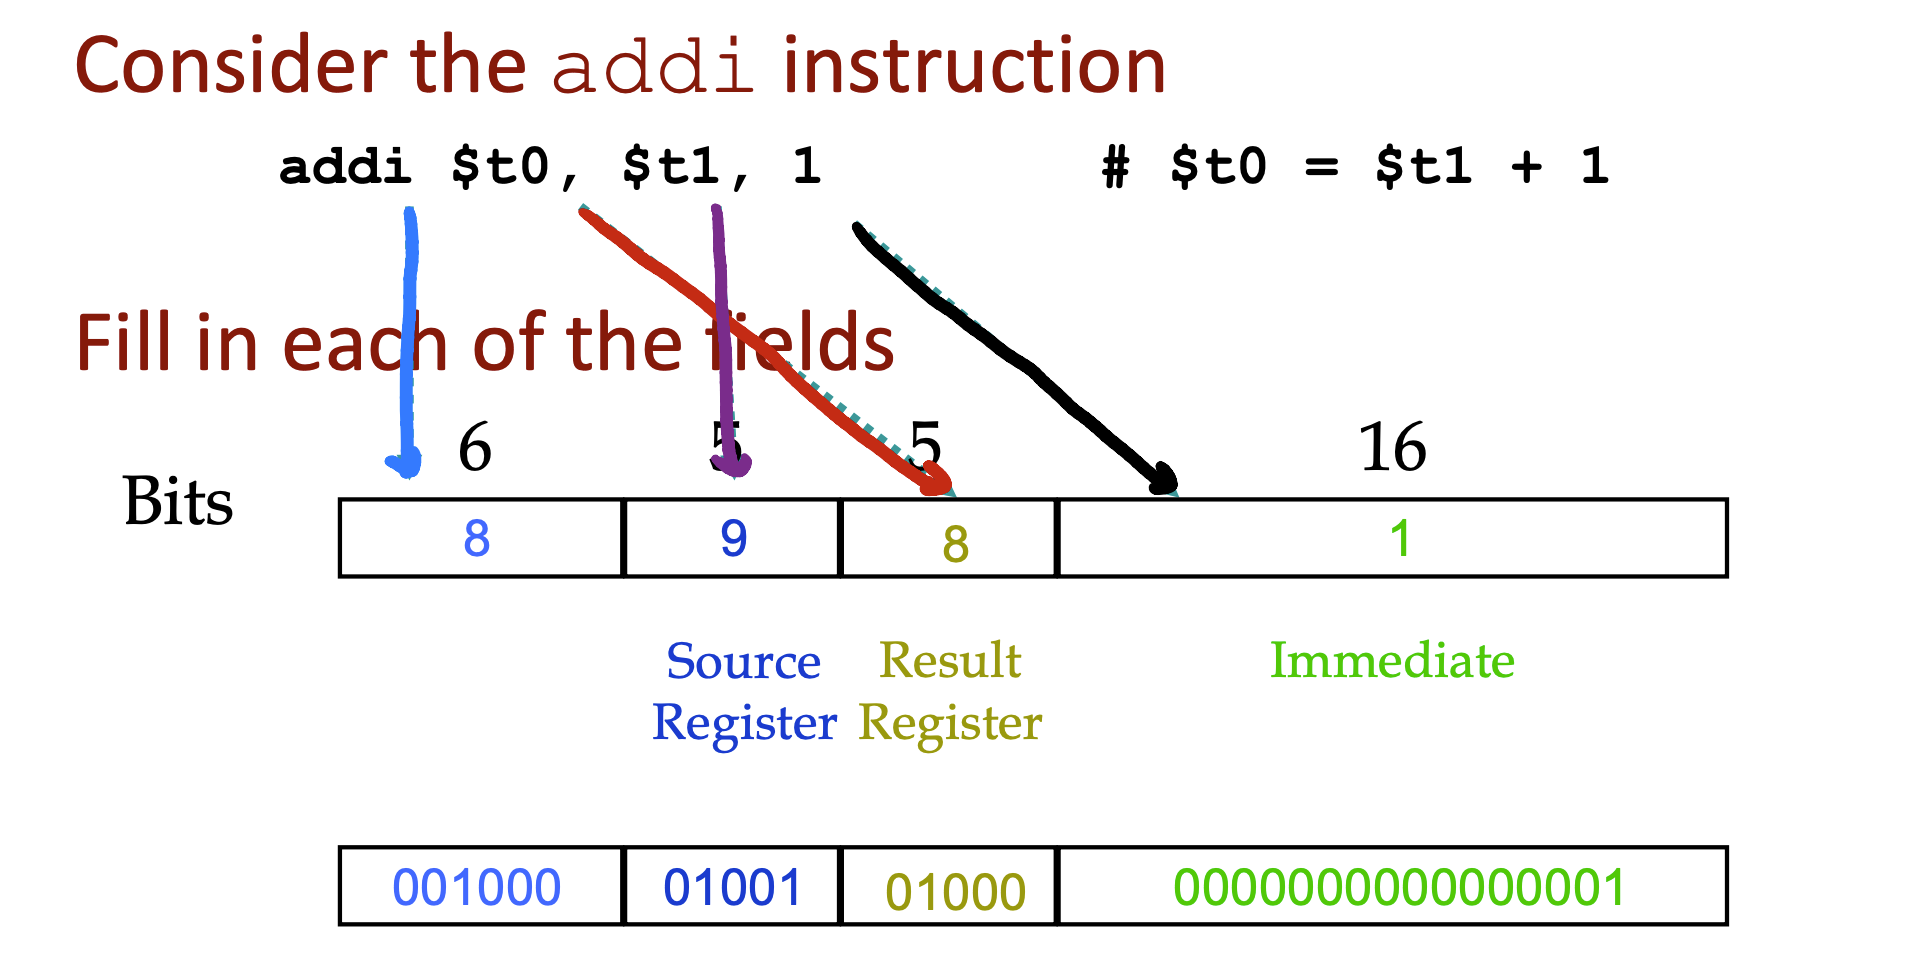 Consider the addi instruction
addi $t0, $t1, 1 # $t0 = $t1 + 1
Fill in each of the fields
6 5 5 16
Bits
8 9 8 1
Source Result Immediate
Register Register
001000 01001 01000 0000000000000001